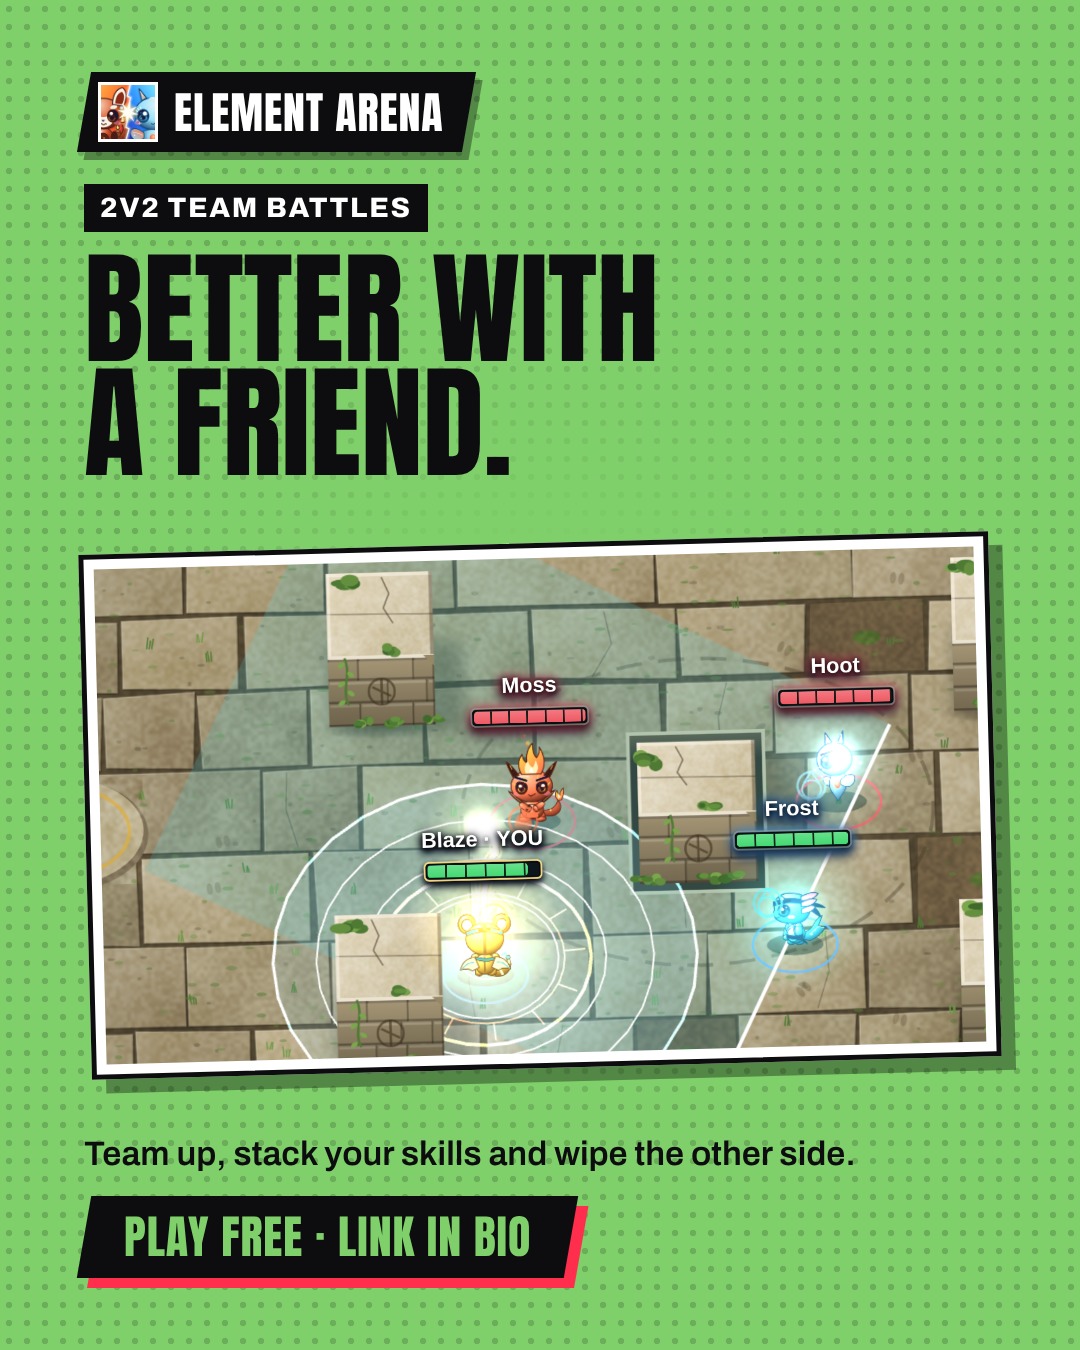 ELEMENT ARENA
2V2 TEAM BATTLES
BETTER WITH
A FRIEND.
Hoot
Moss
Frost
Blaze · YOU
Team up, stack your skills and wipe the other side.
PLAY FREE · LINK IN BIO